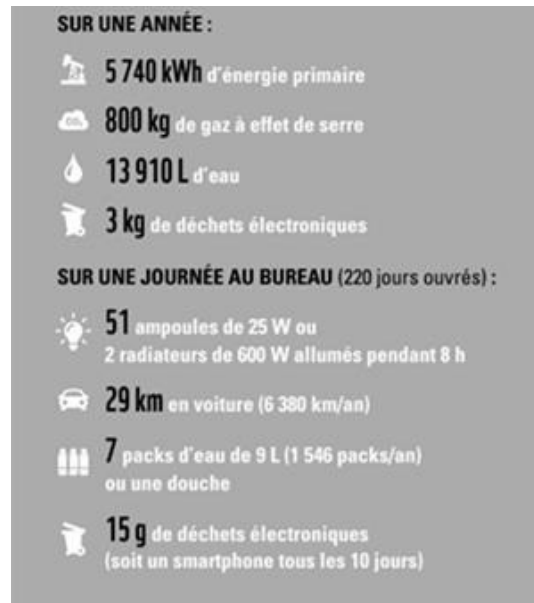 SUR UNE ANNÉE :
5 740 kWh d'énergie primaire
800 kg de gaz à effet de serre
13 910 L d'eau
3 kg de déchets électroniques
SUR UNE JOURNÉE AU BUREAU (220 jours ouvrés) :
51 ampoules de 25 W ou
2 radiateurs de 600 W allumés pendant 8 h
29 km en voiture (6 380 km/an)
7 packs d'eau de 9 L (1 546 packs/an)
ou une douche
15 g de déchets électroniques
(soit un smartphone tous les 10 jours)